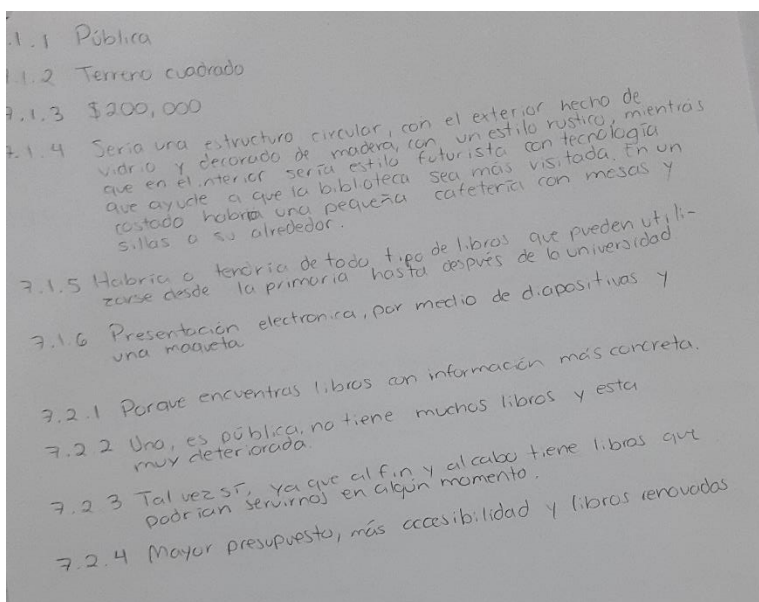 .1.1 Pública
1.1.2 Terreno cuadrado
7.1.3 $200,000
7.1.4 Seria una estructura circular, con el exterior hecho de
vidrio y decorado de madera, con un estilo rustico, mientras
que en el interior seria estilo futurista con tecnología
que ayude a que la biblioteca sea más visitada. En un
costado habria una pequeña cafetería con mesas y
sillas a su alrededor.
7.1.5 Habría o tendría de todo tipo de libros que pueden utili-
zarse desde la primaria hasta después de la universidad
7.1.6 Presentación electronica, por medio de diapositivas y
una maqueta
7.2.1 Porque encuentras libros con información más concreta.
7.2 2 Una, es pública, no tiene muchos libros y esta
muy deteriorada.
7.2.3 Tal vez sí, ya que al fin y al cabo tiene libros que
podrian servirnos en algún momento.
7.2.4 Mayor presupuesto, más accesibilidad y libros renovados